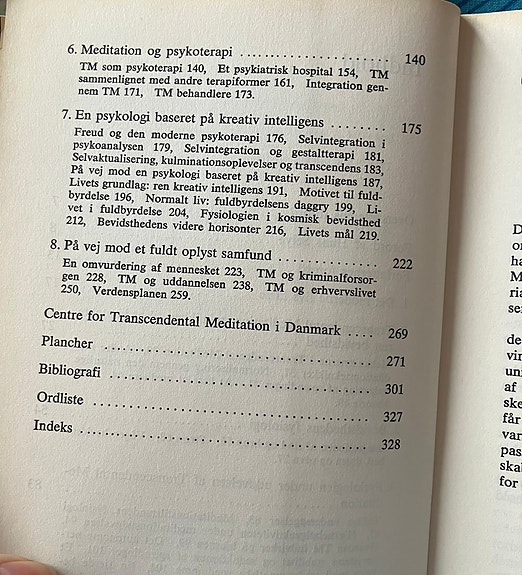 6. Meditation og psykoterapi .................... 140
TM som psykoterapi 140, Et psykiatrisk hospital 154, TM
sammenlignet med andre terapiformer 161, Integration gen-
nem TM 171, TM behandlere 173.
7. En psykologi baseret på kreativ intelligens ........ 175
Freud og den moderne psykoterapi 176, Selvintegration i
psykoanalysen 179, Selvintegration og gestaltterapi 181,
Selvaktualisering, kulminationsoplevelser og transcendens 183,
På vej mod en psykologi baseret på kreativ intelligens 187,
Livets grundlag: ren kreativ intelligens 191, Motivet til fuld-
byrdelse 196, Normalt liv: fuldbyrdelsens daggry 199, Li-
vet i fuldbyrdelse 204, Fysiologien i kosmisk bevidsthed
212, Bevidsthedens videre horisonter 216, Livets mål 219.
8. På vej mod et fuldt oplyst samfund .............. 222
En omvurdering af mennesket 223, TM og kriminalforsor-
gen 228, TM og uddannelsen 238, TM og erhvervslivet
250, Verdensplanen 259.
Centre for Transcendental Meditation i Danmark .... 269
Plancher ........................................ 271
Bibliografi ...................................... 301
Ordliste ........................................ 327
Indeks .......................................... 328
D
de
af
får
for